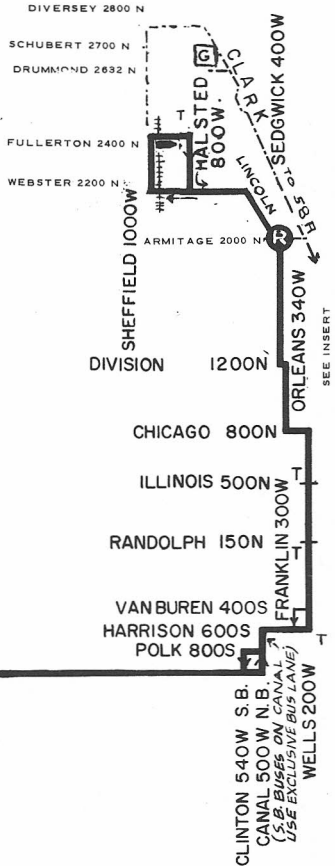 DIVERSEY 2800 N
SCHUBERT 2700 N
G
CLARK
SEDGWICK 400W
DRUMMOND 2632 N
T
HALSTED
800W.
FULLERTON 2400 N
LINCOLN
WEBSTER 2200 N
TO 58R
SHEFFIELD 1000W
ARMITAGE 2000 N
R
ORLEANS 340W
SEE INSERT
DIVISION 1200N
CHICAGO 800N
ILLINOIS 500N
T
FRANKLIN 300W
RANDOLPH 150N
T
VAN BUREN 400S
HARRISON 600S
T
POLK 800S
CLINTON 540W S.B.
CANAL 500W N.B.
(S.B. BUSES ON CANAL
USE EXCLUSIVE BUS LANE)
WELLS 200W